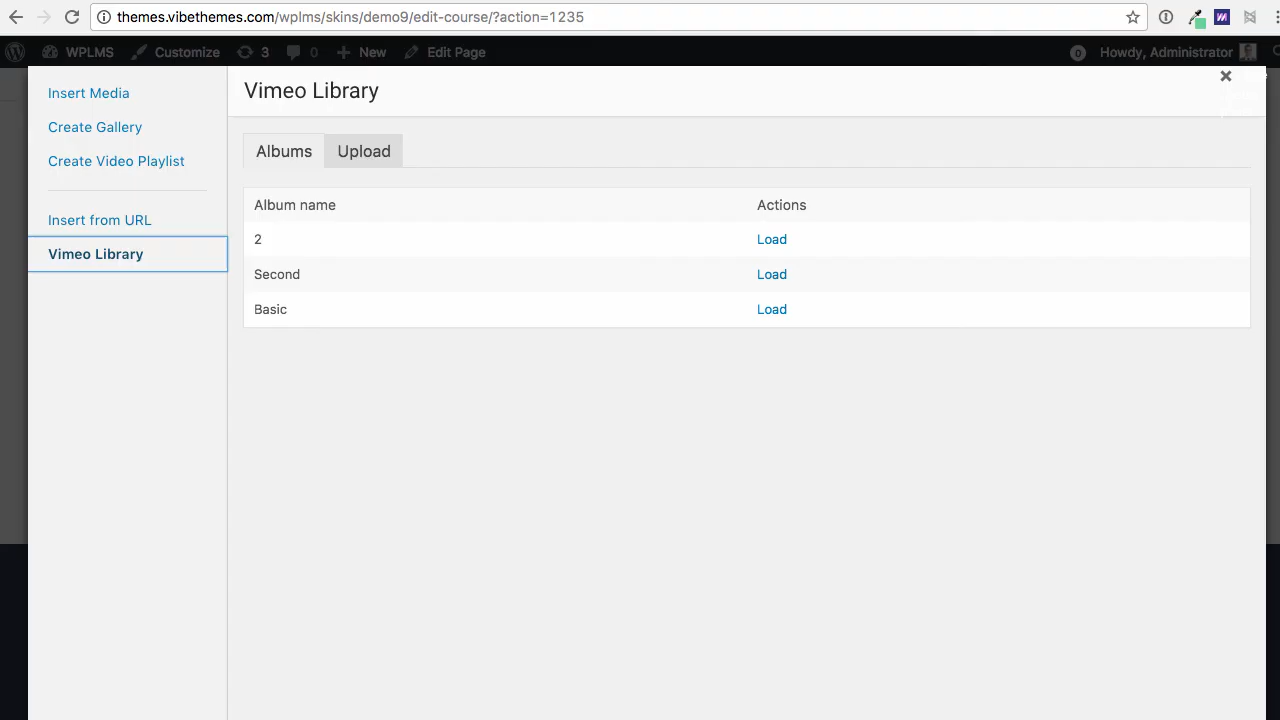 themes.vibethemes.com/wplms/skins/demo9/edit-course/?action=1235
WPLMS Customize 3 0 New Edit Page 0 Howdy, Administrator
Insert Media
Create Gallery
Create Video Playlist
Insert from URL
Vimeo Library
Vimeo Library
Albums Upload
Album name Actions
2 Load
Second Load
Basic Load